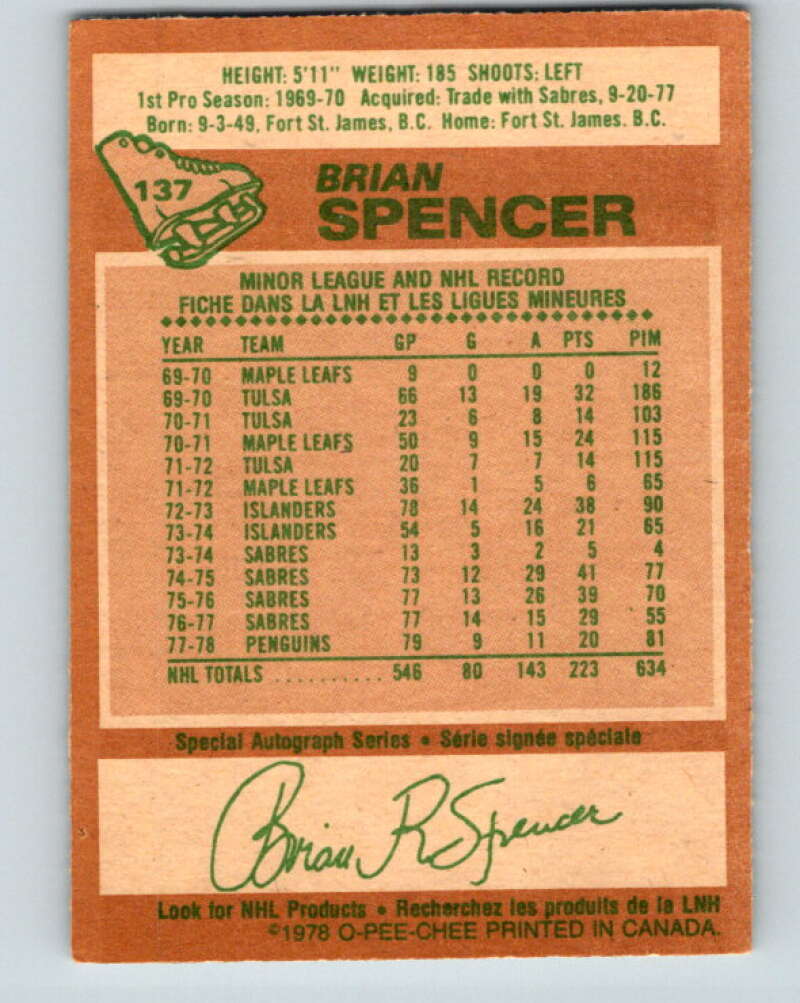 HEIGHT: 5'11" WEIGHT: 185 SHOOTS: LEFT
1st Pro Season: 1969-70 Acquired: Trade with Sabres, 9-20-77
Born: 9-3-49, Fort St. James, B.C. Home: Fort St. James. B.C.
137
BRIAN
SPENCER
MINOR LEAGUE AND NHL RECORD
FICHE DANS LA LNH ET LES LIGUES MINEURES
YEAR TEAM GP G A PTS PIM
69-70 MAPLE LEAFS 9 0 0 0 12
69-70 TULSA 66 13 19 32 186
70-71 TULSA 23 6 8 14 103
70-71 MAPLE LEAFS 50 9 15 24 115
71-72 TULSA 20 7 7 14 115
71-72 MAPLE LEAFS 36 1 5 6 65
72-73 ISLANDERS 78 14 24 38 90
73-74 ISLANDERS 54 5 16 21 65
73-74 SABRES 13 3 2 5 4
74-75 SABRES 73 12 29 41 77
75-76 SABRES 77 13 26 39 70
76-77 SABRES 77 14 15 29 55
77-78 PENGUINS 79 9 11 20 81
NHL TOTALS .......... 546 80 143 223 634
Special Autograph Series • Série signée spéciale
Brian R Spencer
Look for NHL Products • Recherchez les produits de la LNH
©1978 O-PEE-CHEE PRINTED IN CANADA.